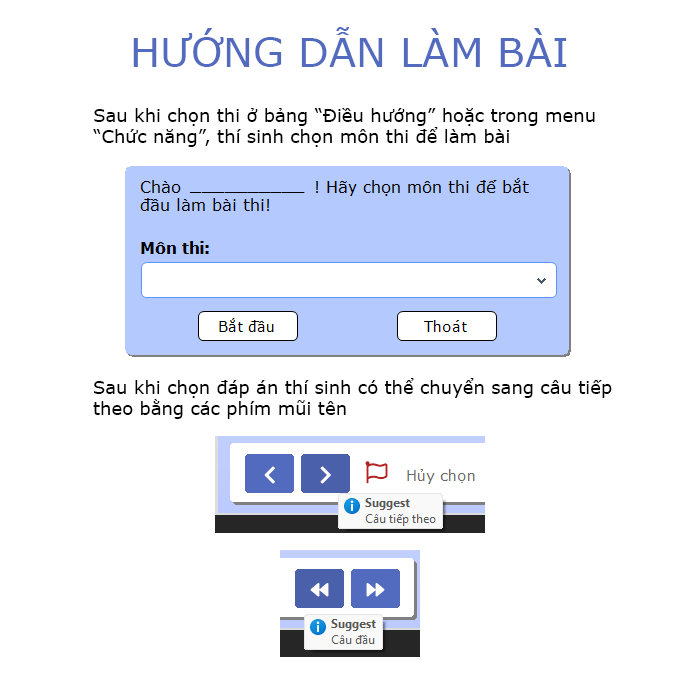 HƯỚNG DẪN LÀM BÀI
Sau khi chọn thi ở bảng “Điều hướng” hoặc trong menu
“Chức năng”, thí sinh chọn môn thi để làm bài
Chào ____________ ! Hãy chọn môn thi để bắt
đầu làm bài thi!
Môn thi:
Bắt đầu
Thoát
Sau khi chọn đáp án thí sinh có thể chuyển sang câu tiếp
theo bằng các phím mũi tên
Hủy chọn
Suggest
Câu tiếp theo
Suggest
Câu đầu